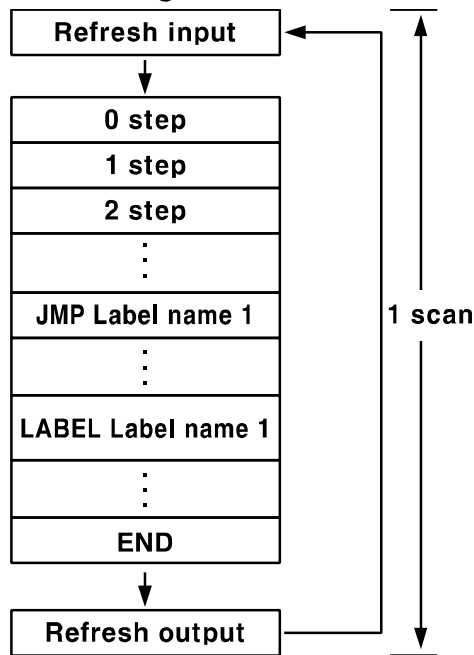 Refresh input
0 step
1 step
2 step
⋮
JMP Label name 1
1 scan
⋮
LABEL Label name 1
⋮
END
Refresh output